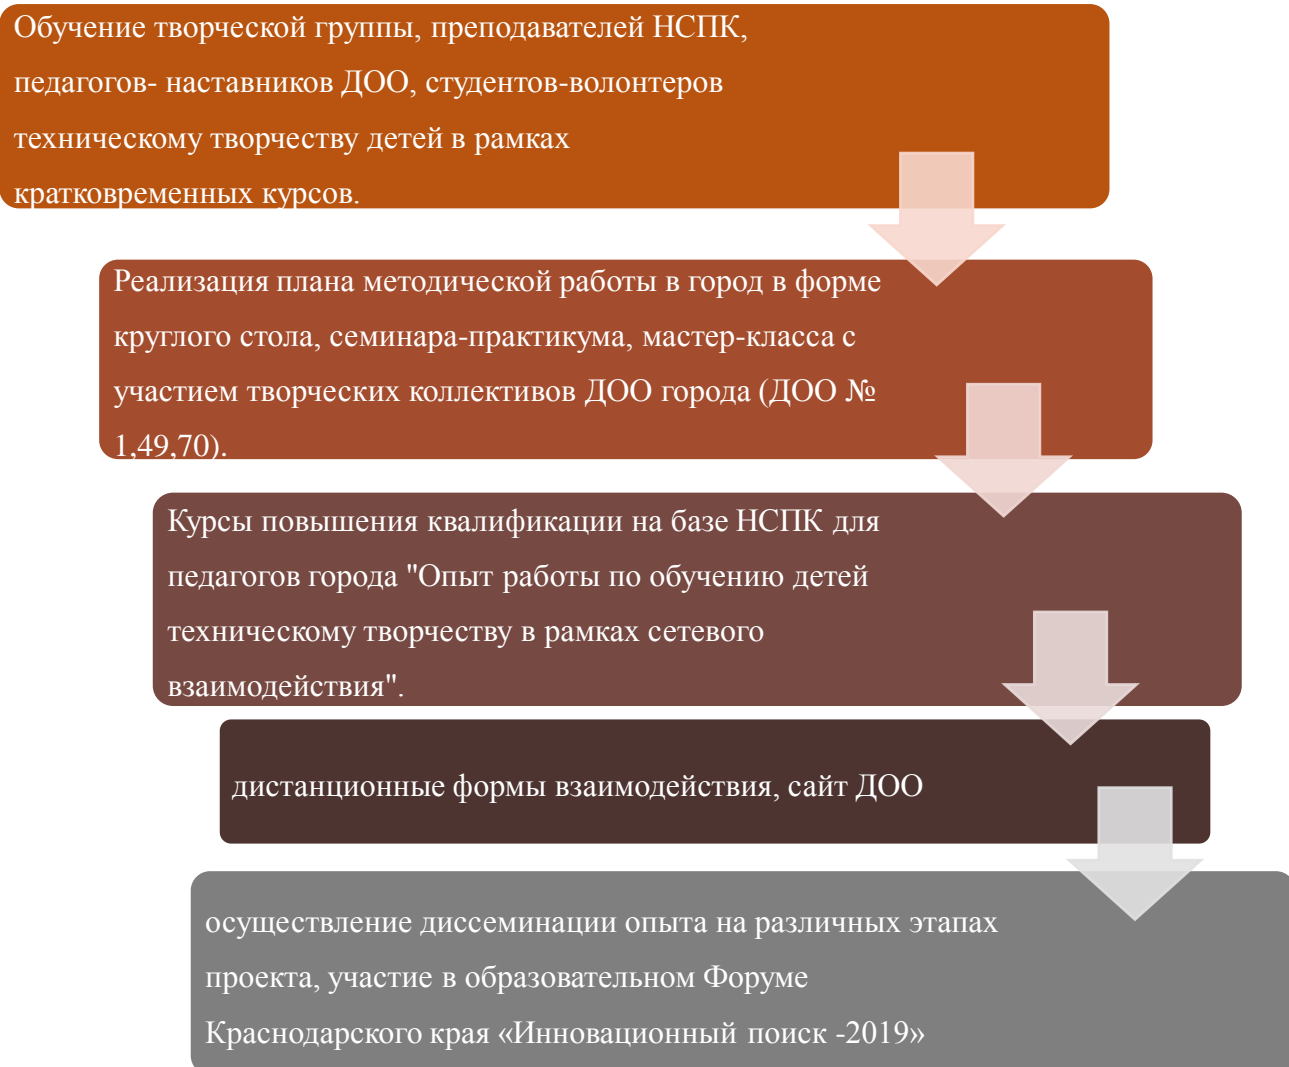 Обучение творческой группы, преподавателей НСПК,
педагогов- наставников ДОО, студентов-волонтеров
техническому творчеству детей в рамках
кратковременных курсов.
Реализация плана методической работы в город в форме
круглого стола, семинара-практикума, мастер-класса с
участием творческих коллективов ДОО города (ДОО №
1,49,70).
Курсы повышения квалификации на базе НСПК для
педагогов города "Опыт работы по обучению детей
техническому творчеству в рамках сетевого
взаимодействия".
дистанционные формы взаимодействия, сайт ДОО
осуществление диссеминации опыта на различных этапах
проекта, участие в образовательном Форуме
Краснодарского края «Инновационный поиск -2019»